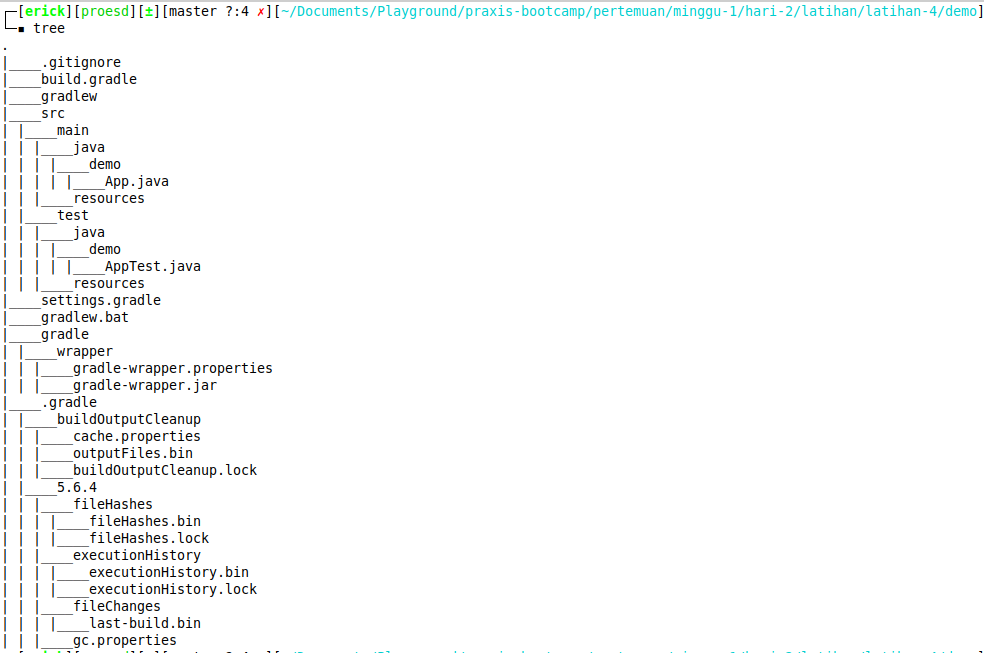 [erick][proesd][±][master ?:4 ✗][~/Documents/Playground/praxis-bootcamp/pertemuan/minggu-1/hari-2/latihan/latihan-4/demo]
tree
.
|____.gitignore
|____build.gradle
|____gradlew
|____src
| |____main
| | |____java
| | | |____demo
| | | | |____App.java
| | |____resources
| |____test
| | |____java
| | | |____demo
| | | | |____AppTest.java
| | |____resources
|____settings.gradle
|____gradlew.bat
|____gradle
| |____wrapper
| | |____gradle-wrapper.properties
| | |____gradle-wrapper.jar
|____.gradle
| |____buildOutputCleanup
| | |____cache.properties
| | |____outputFiles.bin
| | |____buildOutputCleanup.lock
| |____5.6.4
| | |____fileHashes
| | | |____fileHashes.bin
| | | |____fileHashes.lock
| | |____executionHistory
| | | |____executionHistory.bin
| | | |____executionHistory.lock
| | |____fileChanges
| | | |____last-build.bin
| | |____gc.properties